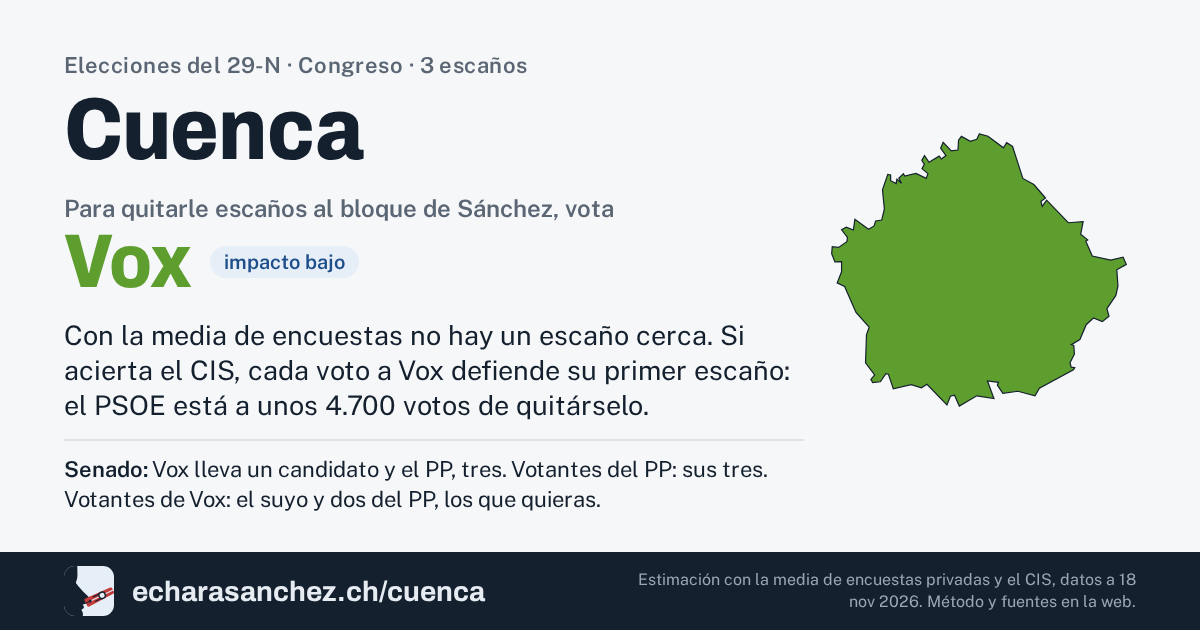 Elecciones del 29-N · Congreso · 3 escaños
Cuenca
Para quitarle escaños al bloque de Sánchez, vota
Vox impacto bajo
Con la media de encuestas no hay un escaño cerca. Si
acierta el CIS, cada voto a Vox defiende su primer escaño:
el PSOE está a unos 4.700 votos de quitárselo.
Senado: Vox lleva un candidato y el PP, tres. Votantes del PP: sus tres.
Votantes de Vox: el suyo y dos del PP, los que quieras.
echarasanchez.ch/cuenca
Estimación con la media de encuestas privadas y el CIS, datos a 18
nov 2026. Método y fuentes en la web.